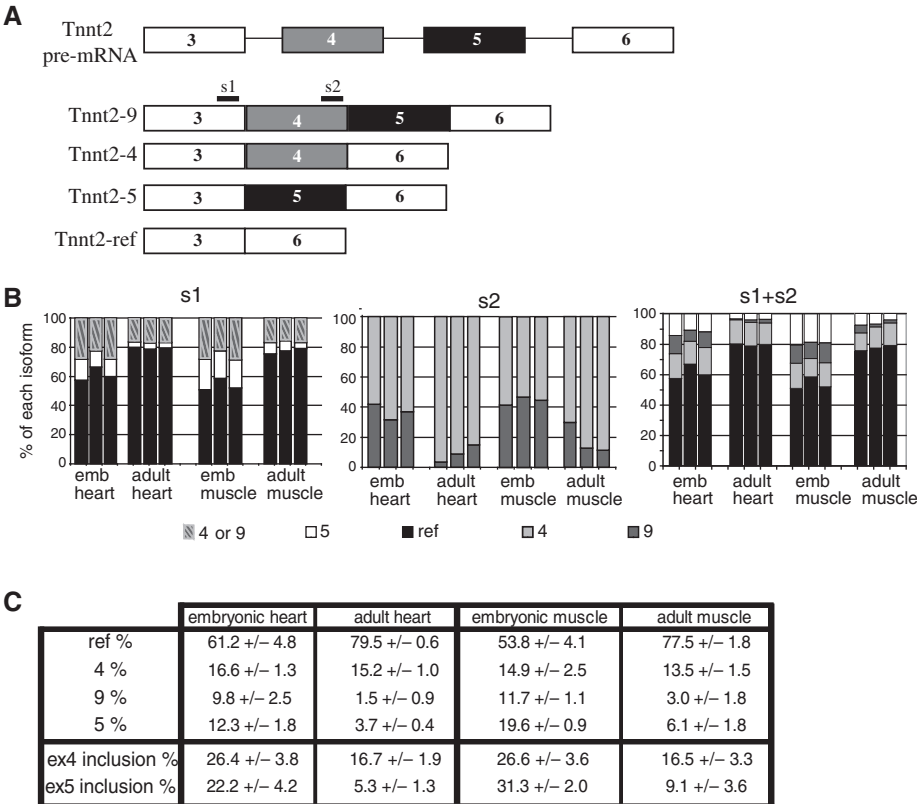 A
Tnnt2 pre-mRNA
3 4 5 6
s1 s2
Tnnt2-9 3 4 5 6
Tnnt2-4 3 4 6
Tnnt2-5 3 5 6
Tnnt2-ref 3 6
B
s1 s2 s1+s2
% of each isoform
100 100 100
80 80 80
60 60 60
40 40 40
20 20 20
0 0 0
emb heart adult heart emb muscle adult muscle
emb heart adult heart emb muscle adult muscle
emb heart adult heart emb muscle adult muscle
4 or 9 5 ref 4 9
C
embryonic heart adult heart embryonic muscle adult muscle
ref % 61.2 +/− 4.8 79.5 +/− 0.6 53.8 +/− 4.1 77.5 +/− 1.8
4 % 16.6 +/− 1.3 15.2 +/− 1.0 14.9 +/− 2.5 13.5 +/− 1.5
9 % 9.8 +/− 2.5 1.5 +/− 0.9 11.7 +/− 1.1 3.0 +/− 1.8
5 % 12.3 +/− 1.8 3.7 +/− 0.4 19.6 +/− 0.9 6.1 +/− 1.8
ex4 inclusion % 26.4 +/− 3.8 16.7 +/− 1.9 26.6 +/− 3.6 16.5 +/− 3.3
ex5 inclusion % 22.2 +/− 4.2 5.3 +/− 1.3 31.3 +/− 2.0 9.1 +/− 3.6